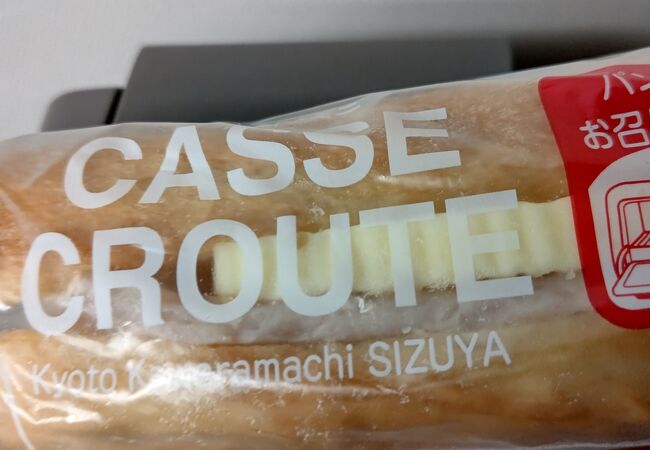 CASSE
CROUTE
Kyoto Kawaramachi SIZUYA
パン
お召